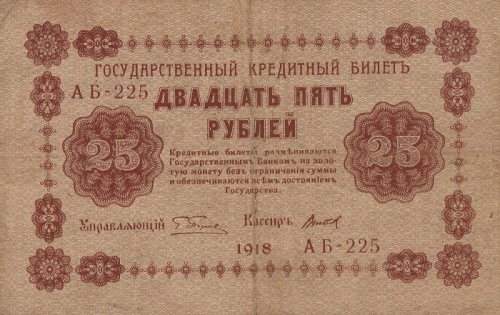 ГОСУДАРСТВЕННЫЙ КРЕДИТНЫЙ БИЛЕТЪ
АБ-225 ДВАДЦАТЬ ПЯТЬ
РУБЛЕЙ
25 25
Кредитные билеты размѣниваются
Государственнымъ Банкомъ на золо-
тую монету безъ ограниченія суммы
и обезпечиваются всѣмъ достояніемъ
Государства.
Управляющій Кассиръ
1918 АБ-225